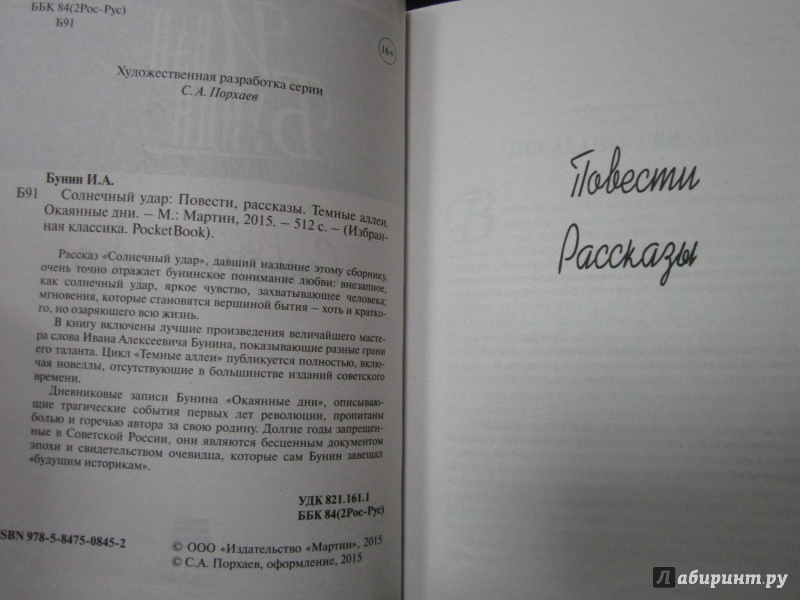 ББК 84(2Рос-Рус)
Б91
16+
Художественная разработка серии
С. А. Порхаев
Бунин И.А.
Б91 Солнечный удар: Повести, рассказы. Темные аллеи.
Окаянные дни. – М.: Мартин, 2015. – 512 с. – (Избран-
ная классика. PocketBook).
Рассказ «Солнечный удар», давший название этому сборнику,
очень точно отражает бунинское понимание любви: внезапное,
как солнечный удар, яркое чувство, захватывающее человека;
мгновения, которые становятся вершиной бытия – хоть и кратко-
го, но озаряющего всю жизнь.
В книгу включены лучшие произведения величайшего масте-
ра слова Ивана Алексеевича Бунина, показывающие разные грани
его таланта. Цикл «Темные аллеи» публикуется полностью, вклю-
чая новеллы, отсутствующие в большинстве изданий советского
времени.
Дневниковые записи Бунина «Окаянные дни», описываю-
щие трагические события первых лет революции, пропитаны
болью и горечью автора за свою родину. Долгие годы запрещен-
ные в Советской России, они являются бесценным документом
эпохи и свидетельством очевидца, которые сам Бунин завещал
«будущим историкам».
УДК 821.161.1
ББК 84(2Рос-Рус)
ISBN 978-5-8475-0845-2
© ООО «Издательство «Мартин», 2015
© С.А. Порхаев, оформление, 2015
Повести
Рассказы
Лабиринт.ру